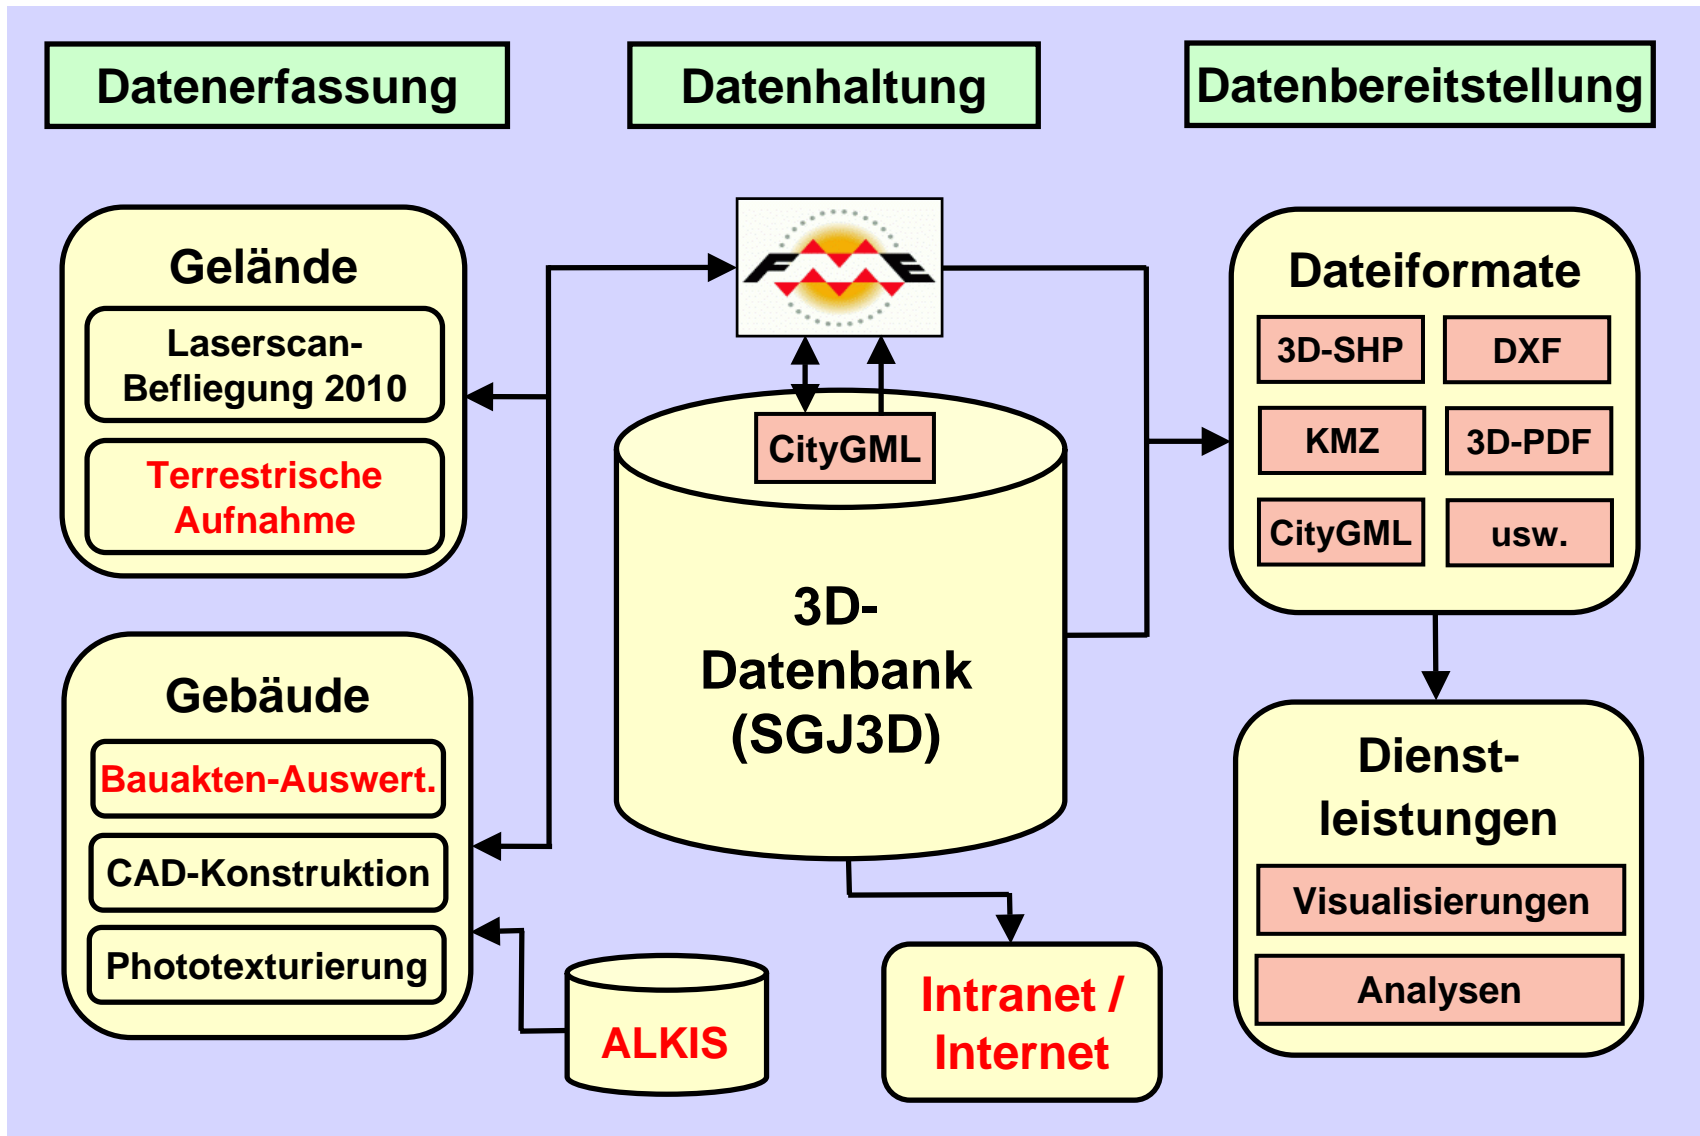 Datenerfassung
Datenhaltung
Datenbereitstellung
Gelände
Laserscan-
Befliegung 2010
Terrestrische
Aufnahme
Gebäude
Bauakten-Auswert.
CAD-Konstruktion
Phototexturierung
ALKIS
FME
CityGML
3D-
Datenbank
(SGJ3D)
Intranet /
Internet
Dateiformate
3D-SHP
DXF
KMZ
3D-PDF
CityGML
usw.
Dienst-
leistungen
Visualisierungen
Analysen